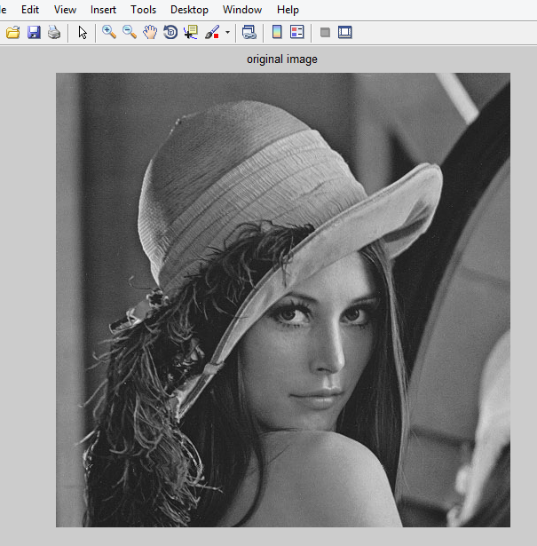 Edit View Insert Tools Desktop Window Help
original image